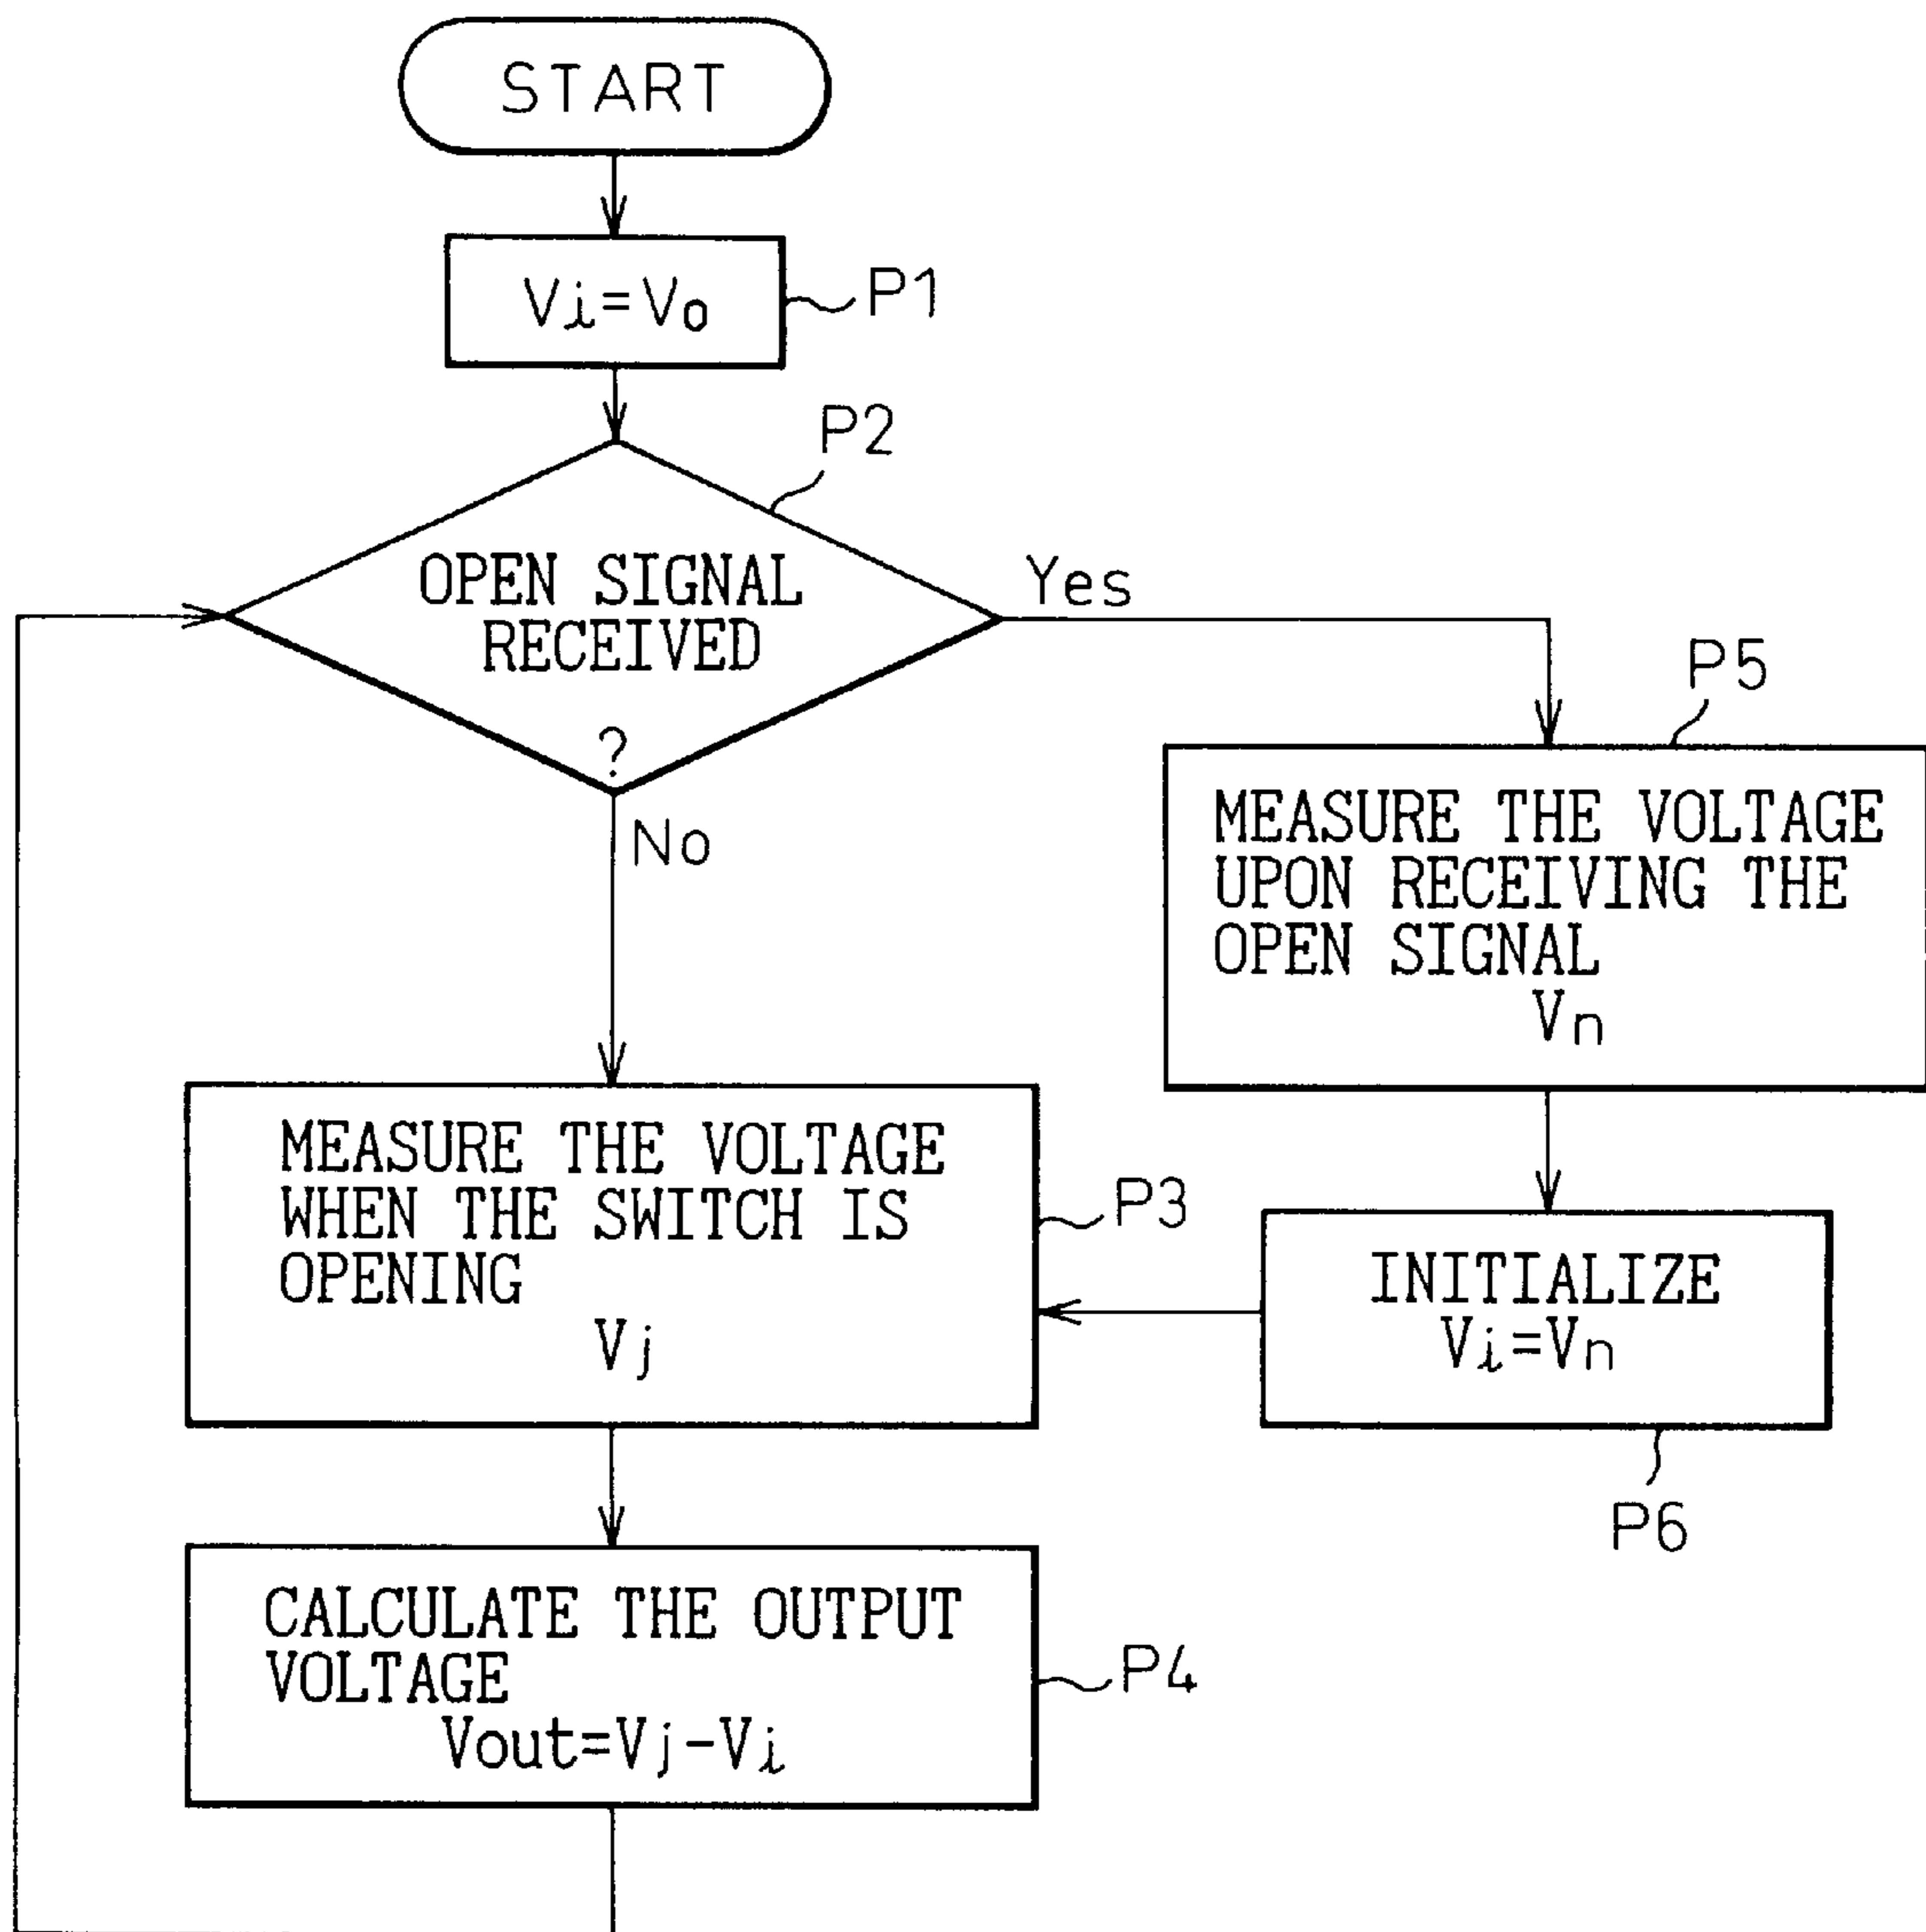 START
Vi=Vo
P1
P2
OPEN SIGNAL
RECEIVED
?
Yes
No
P5
MEASURE THE VOLTAGE
UPON RECEIVING THE
OPEN SIGNAL
Vn
MEASURE THE VOLTAGE
WHEN THE SWITCH IS
OPENING
Vj
P3
INITIALIZE
Vi=Vn
P6
CALCULATE THE OUTPUT
VOLTAGE
Vout=Vj-Vi
P4